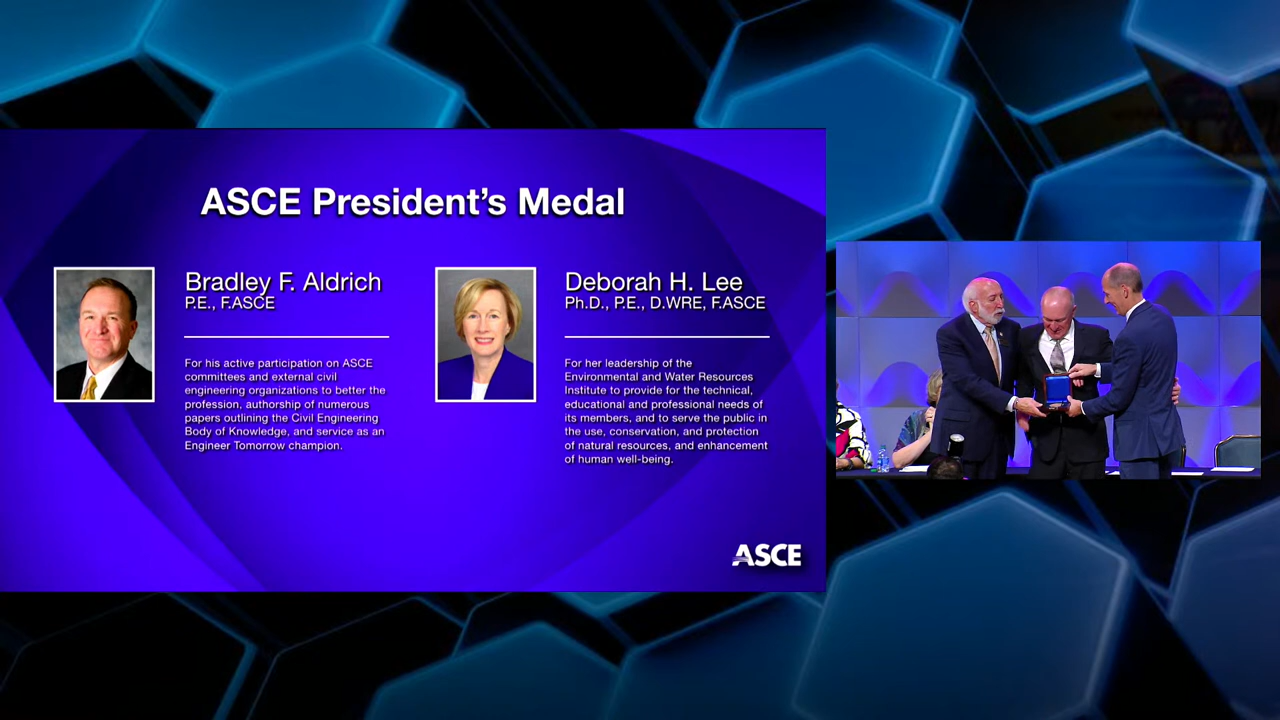 ASCE President's Medal
Bradley F. Aldrich
P.E., F.ASCE
For his active participation on ASCE
committees and external civil
engineering organizations to better the
profession, authorship of numerous
papers outlining the Civil Engineering
Body of Knowledge, and service as an
Engineer Tomorrow champion.
Deborah H. Lee
Ph.D., P.E., D.WRE, F.ASCE
For her leadership of the
Environmental and Water Resources
Institute to provide for the technical,
educational and professional needs of
its members, and to serve the public in
the use, conservation, and protection
of natural resources, and enhancement
of human well-being.
ASCE